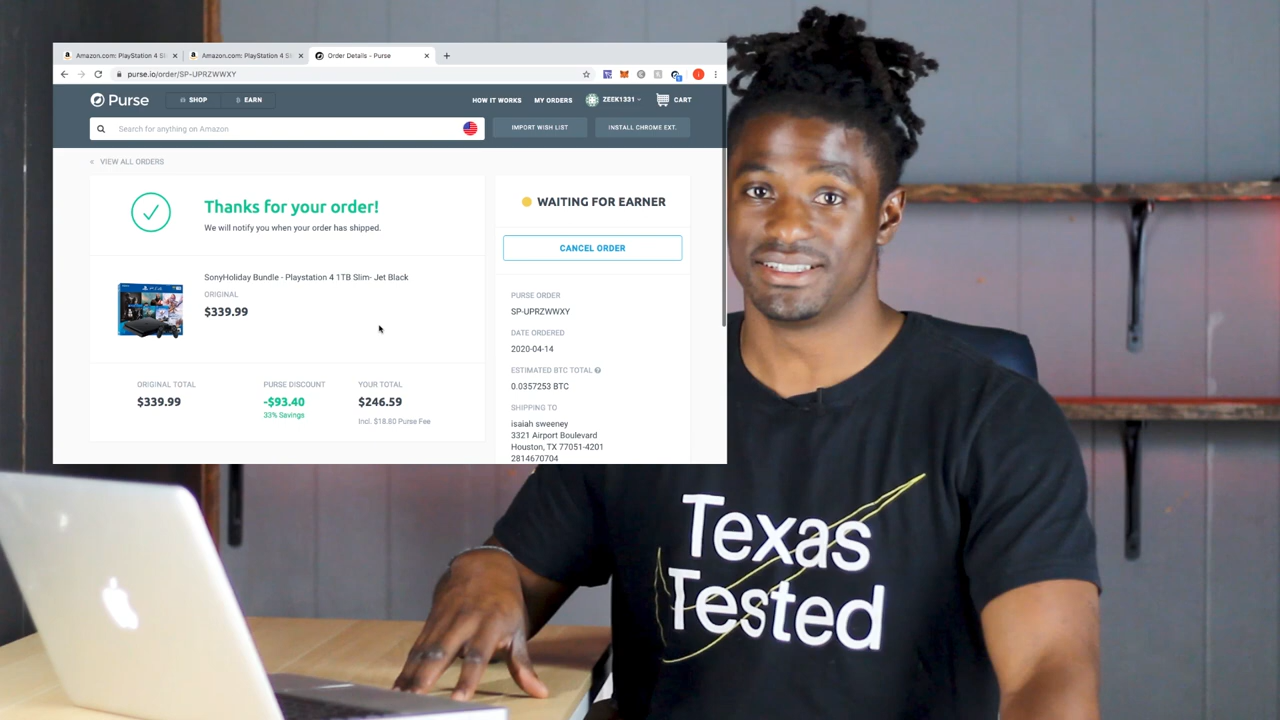 Amazon.com: PlayStation 4 Sl
Amazon.com: PlayStation 4 S
Order Details - Purse
purse.io/order/SP-UPRZWWXY
Purse
SHOP
EARN
HOW IT WORKS
MY ORDERS
ZEEK1331
CART
Search for anything on Amazon
IMPORT WISH LIST
INSTALL CHROME EXT.
< VIEW ALL ORDERS
Thanks for your order!
We will notify you when your order has shipped.
SonyHoliday Bundle - Playstation 4 1TB Slim- Jet Black
ORIGINAL
$339.99
ORIGINAL TOTAL
$339.99
PURSE DISCOUNT
-$93.40
33% Savings
YOUR TOTAL
$246.59
Incl. $18.80 Purse Fee
WAITING FOR EARNER
CANCEL ORDER
PURSE ORDER
SP-UPRZWWXY
DATE ORDERED
2020-04-14
ESTIMATED BTC TOTAL
0.0357253 BTC
SHIPPING TO
isaiah sweeney
3321 Airport Boulevard
Houston, TX 77051-4201
2814670704
Texas
Tested